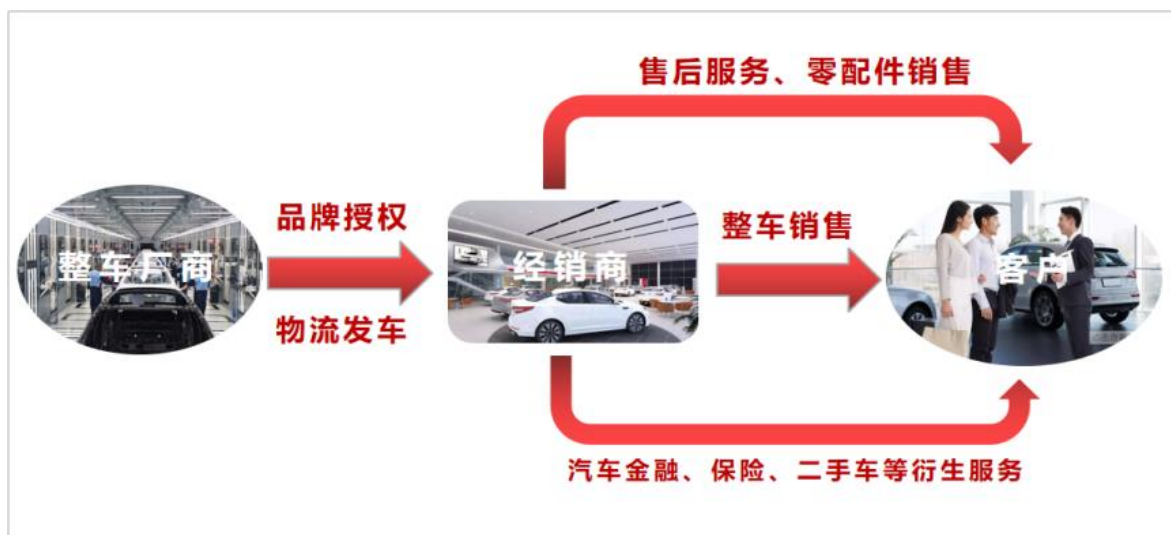 售后服务、零配件销售
品牌授权
整车销售
整车厂商
经销商
客户
物流发车
汽车金融、保险、二手车等衍生服务